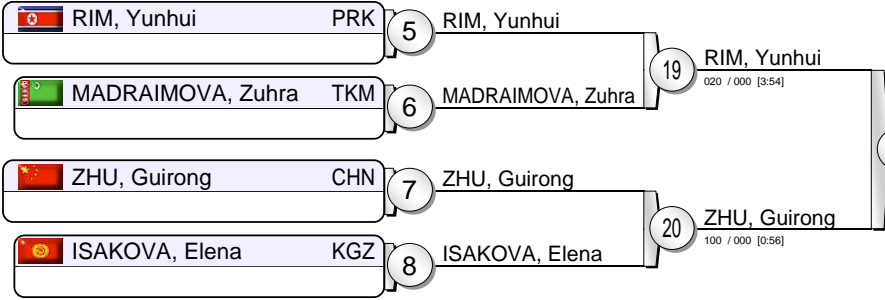 RIM, Yunhui PRK
5
RIM, Yunhui
19
RIM, Yunhui
020 / 000 [3:54]
MADRAIMOVA, Zuhra TKM
6
MADRAIMOVA, Zuhra
ZHU, Guirong CHN
7
ZHU, Guirong
20
ZHU, Guirong
100 / 000 [0:56]
ISAKOVA, Elena KGZ
8
ISAKOVA, Elena